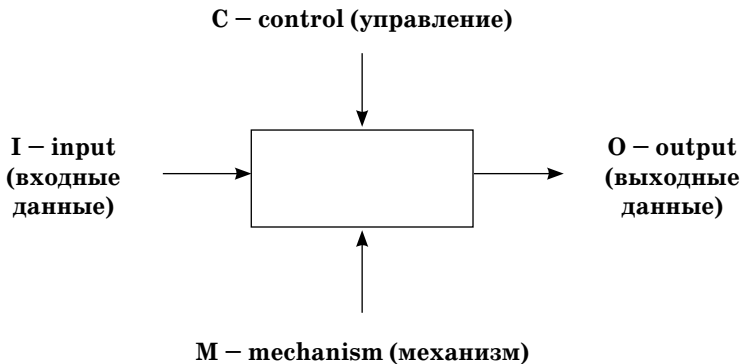 C – control (управление)
I – input
(входные
данные)
O – output
(выходные
данные)
M – mechanism (механизм)